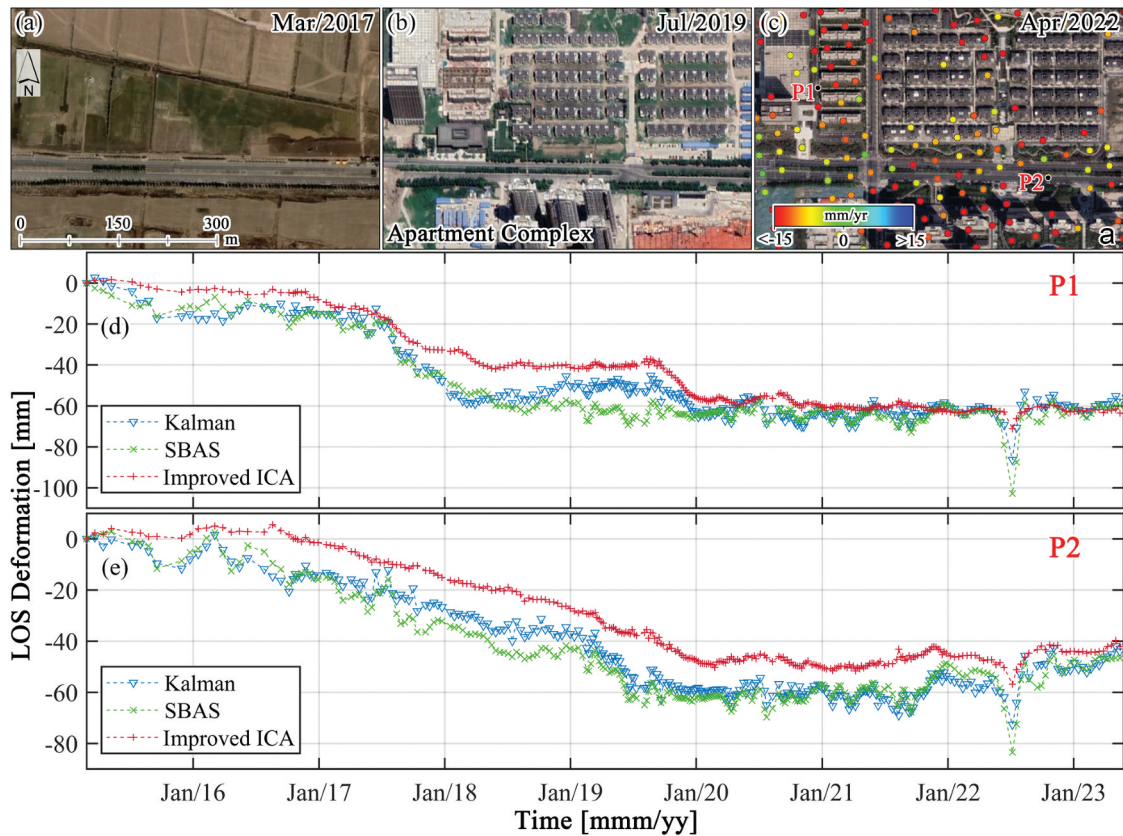 (a) Mar/2017
N
0 150 300
m
(b) Jul/2019
Apartment Complex
(c) Apr/2022
P1
P2
mm/yr
<-15 0 >15
a
LOS Deformation [mm]
0
-20
-40
-60
-80
-100
(d)
P1
Kalman
SBAS
Improved ICA
0
-20
-40
-60
-80
(e)
P2
Kalman
SBAS
Improved ICA
Jan/16 Jan/17 Jan/18 Jan/19 Jan/20 Jan/21 Jan/22 Jan/23
Time [mmm/yy]